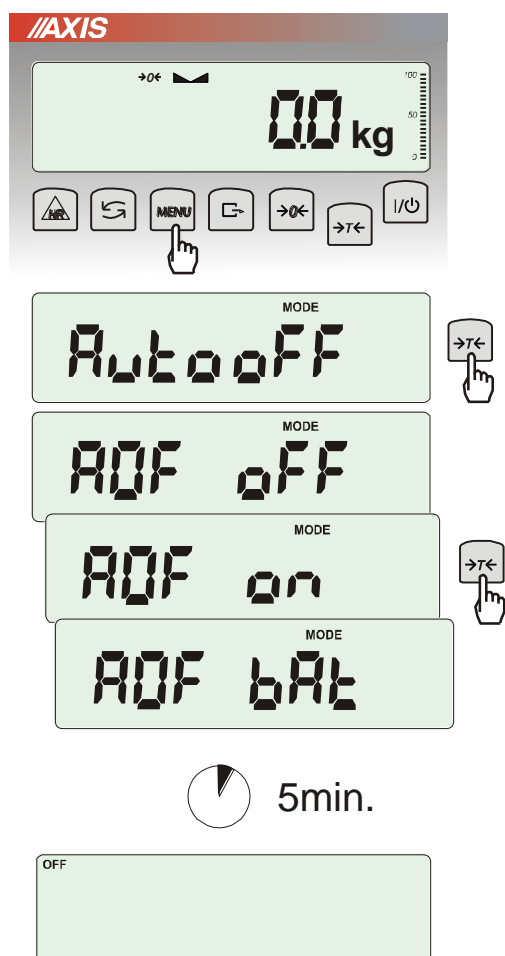 //AXIS
→0←
0.0 kg
100
50
0
HR MENU →0← →T← I/⏻
MODE
AutooFF
→T←
MODE
AOF oFF
MODE
AOF on
→T←
MODE
AOF bAt
5min.
OFF